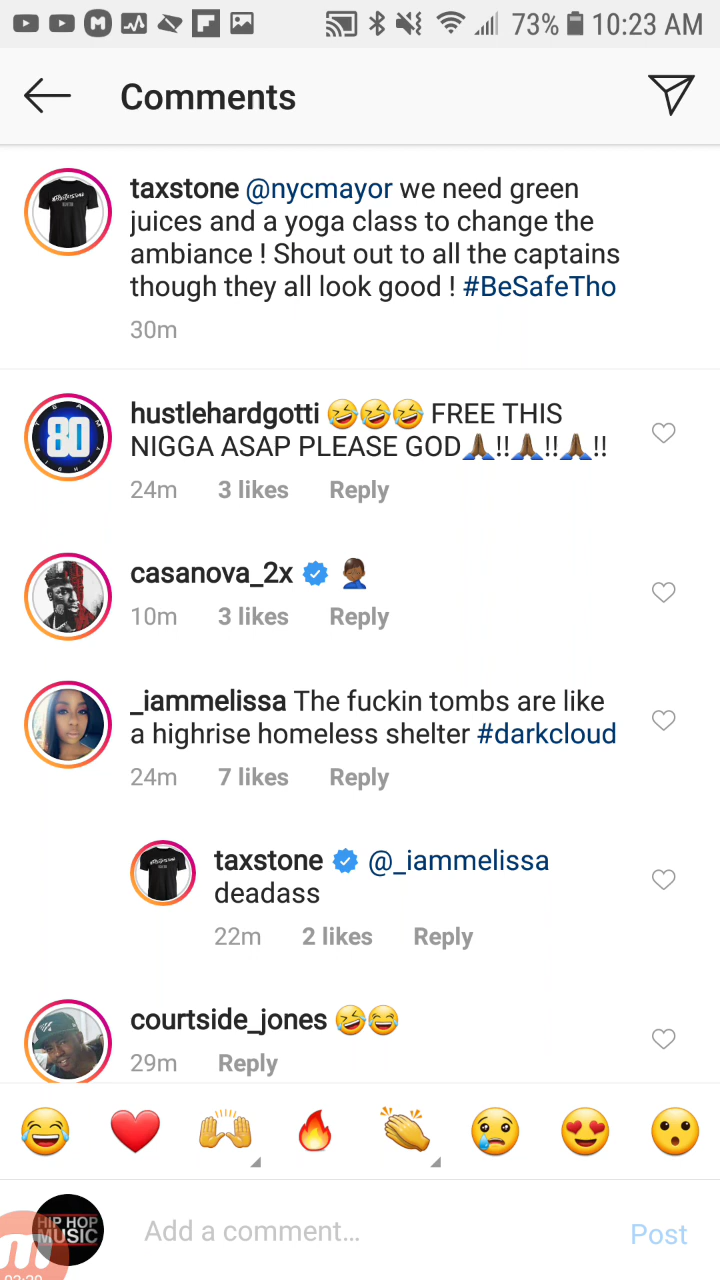 73% 10:23 AM
Comments
taxstone @nycmayor we need green
juices and a yoga class to change the
ambiance ! Shout out to all the captains
though they all look good ! #BeSafeTho
30m
80
hustlehardgotti 🤣🤣🤣 FREE THIS
NIGGA ASAP PLEASE GOD🙏🏾!!🙏🏾!!🙏🏾!!
24m 3 likes Reply
casanova_2x 🤦🏾‍♂️
10m 3 likes Reply
_iammelissa The fuckin tombs are like
a highrise homeless shelter #darkcloud
24m 7 likes Reply
taxstone @_iammelissa
deadass
22m 2 likes Reply
courtside_jones 🤣😂
29m Reply
😂 ❤️ 🙌 🔥 👏 😢 😍 😮
HIP HOP
MUSIC
Add a comment...
Post
m